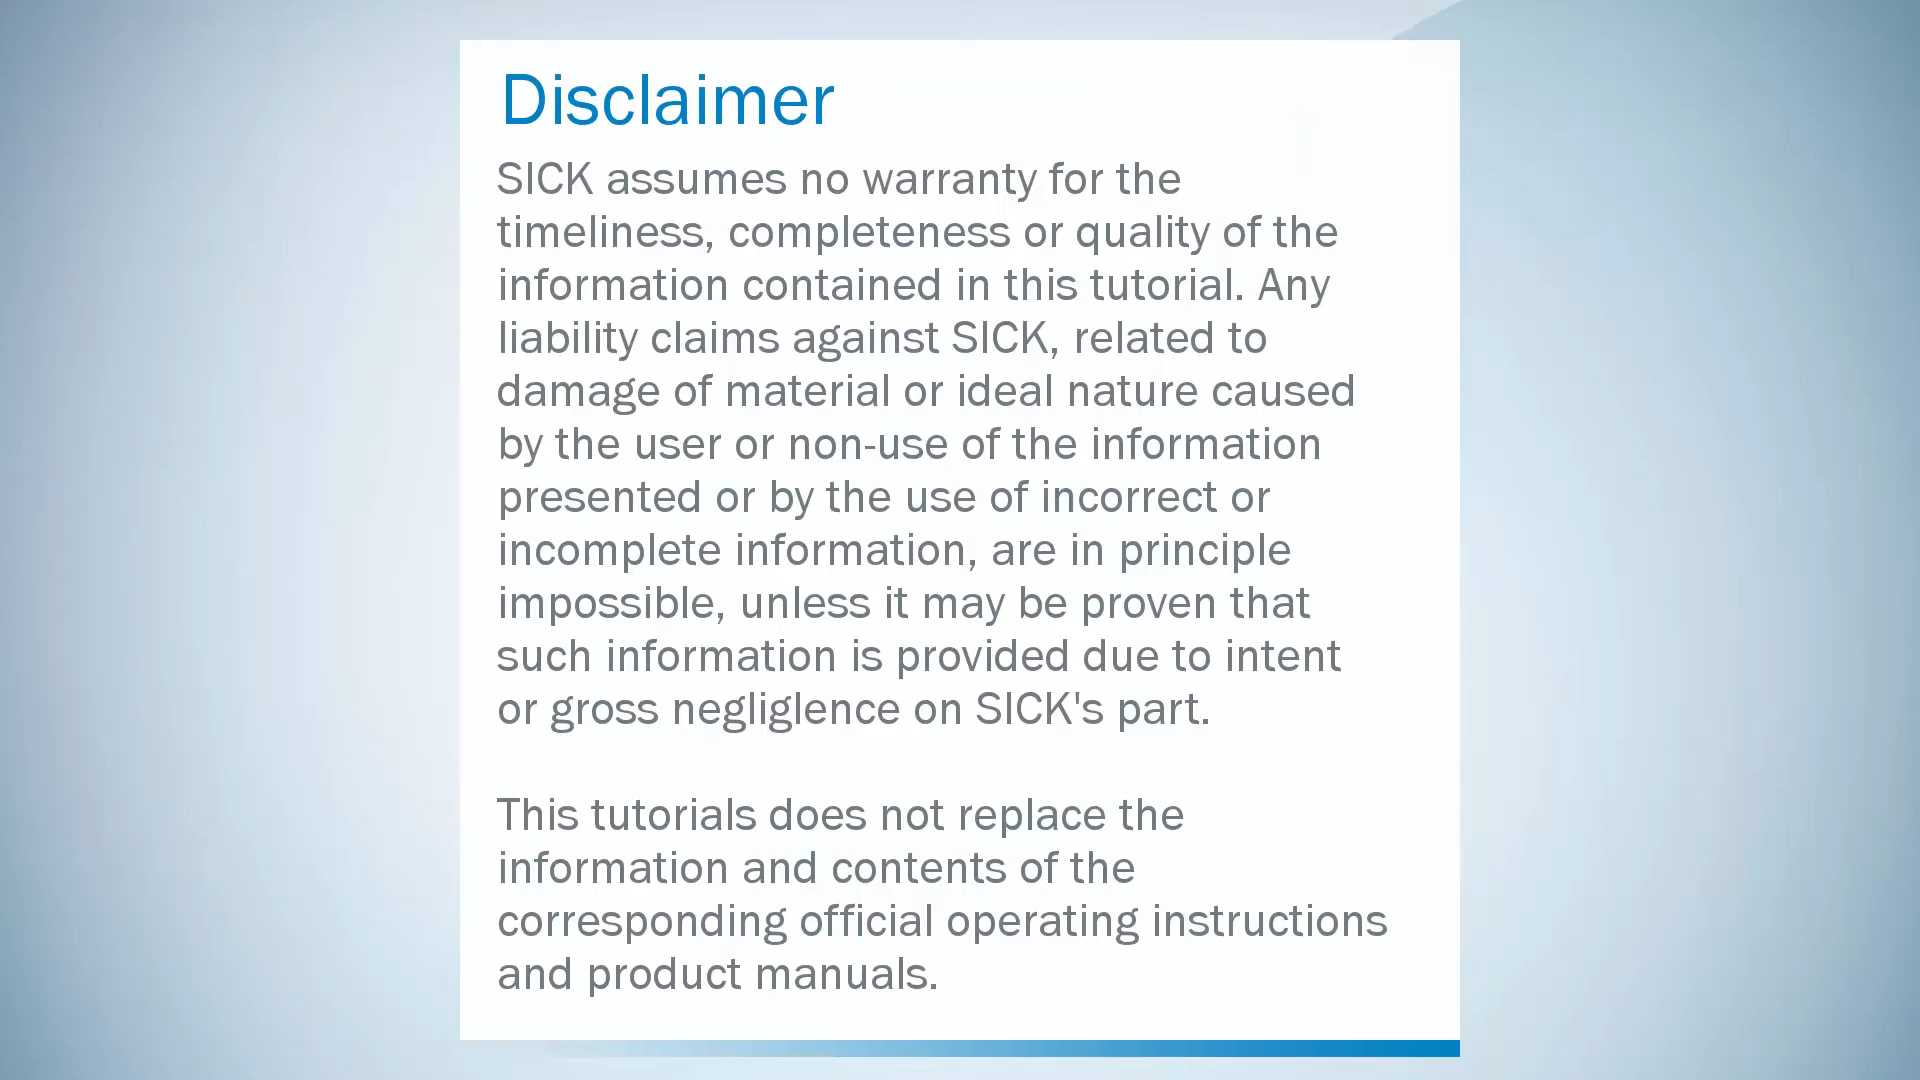 Disclaimer
SICK assumes no warranty for the
timeliness, completeness or quality of the
information contained in this tutorial. Any
liability claims against SICK, related to
damage of material or ideal nature caused
by the user or non-use of the information
presented or by the use of incorrect or
incomplete information, are in principle
impossible, unless it may be proven that
such information is provided due to intent
or gross negliglence on SICK's part.
This tutorials does not replace the
information and contents of the
corresponding official operating instructions
and product manuals.